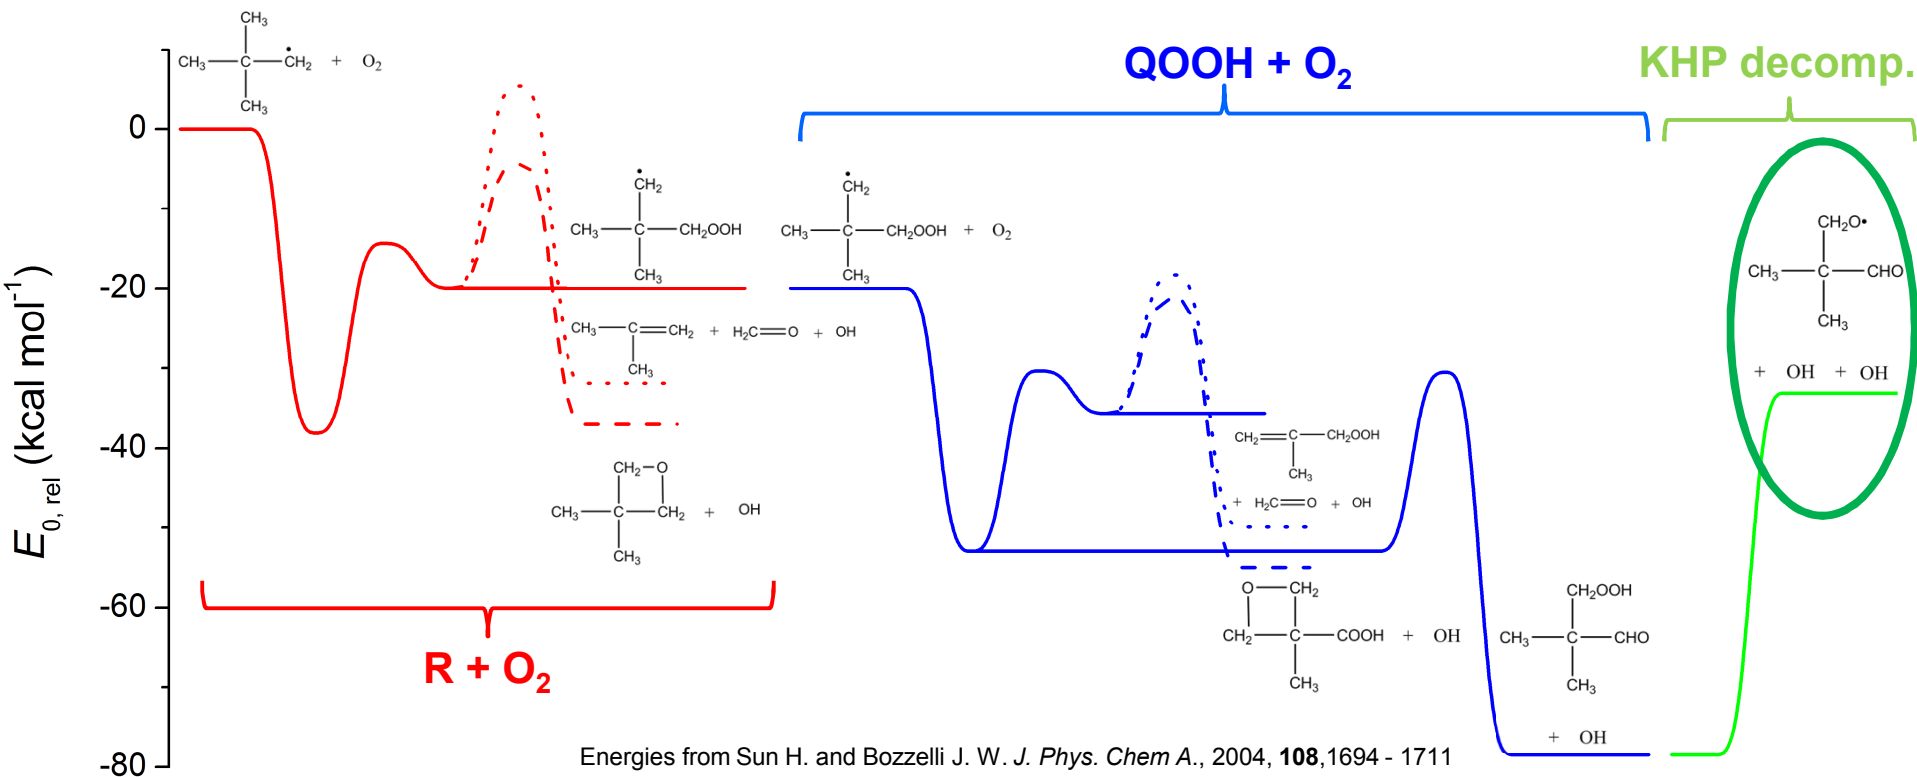 CH₃
CH₃ C ĊH₂ + O₂
CH₃
QOOH + O₂
KHP decomp.
E₀, rel (kcal mol⁻¹)
0
-20
-40
-60
-80
•
CH₂
CH₃ C CH₂OOH
CH₃
•
CH₂
CH₃ C CH₂OOH + O₂
CH₃
CH₃ C CH₂ + H₂C O + OH
CH₃
CH₂ O
CH₃ C CH₂ + OH
CH₃
R + O₂
CH₂ C CH₂OOH
CH₃
+ H₂C O + OH
O CH₂
CH₂ C COOH + OH
CH₃
CH₂OOH
CH₃ C CHO
CH₃
+ OH
CH₂O•
CH₃ C CHO
CH₃
+ OH + OH
Energies from Sun H. and Bozzelli J. W. J. Phys. Chem A., 2004, 108,1694 - 1711